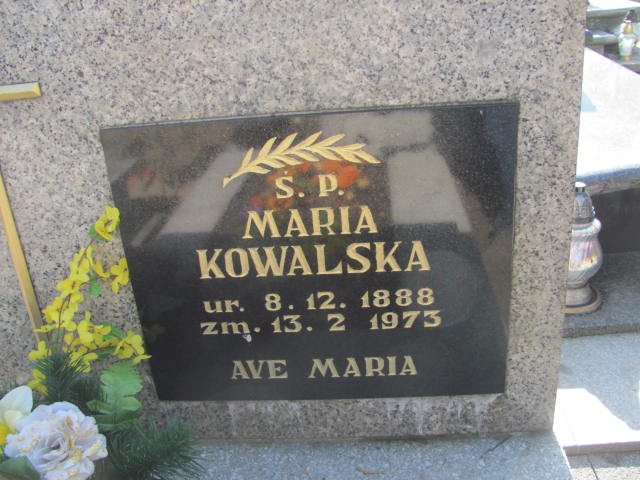 Ś. P.
MARIA
KOWALSKA
ur. 8. 12. 1888
zm. 13. 2 1973
AVE MARIA